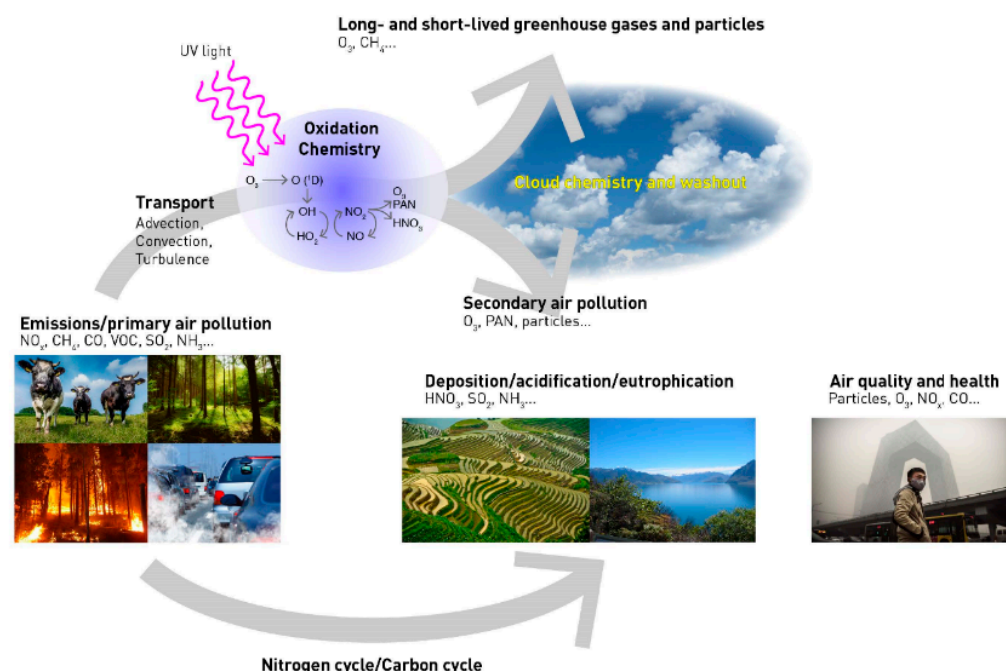 Long- and short-lived greenhouse gases and particles
O₃, CH₄...
UV light
Oxidation
Chemistry
O₃ → O (¹D)
O₃
PAN
OH
NO₂
HNO₃
HO₂
NO
Cloud chemistry and washout
Transport
Advection,
Convection,
Turbulence
Secondary air pollution
O₃, PAN, particles...
Emissions/primary air pollution
NOₓ, CH₄, CO, VOC, SO₂, NH₃...
Deposition/acidification/eutrophication
HNO₃, SO₂, NH₃...
Air quality and health
Particles, O₃, NOₓ, CO...
Nitrogen cycle/Carbon cycle